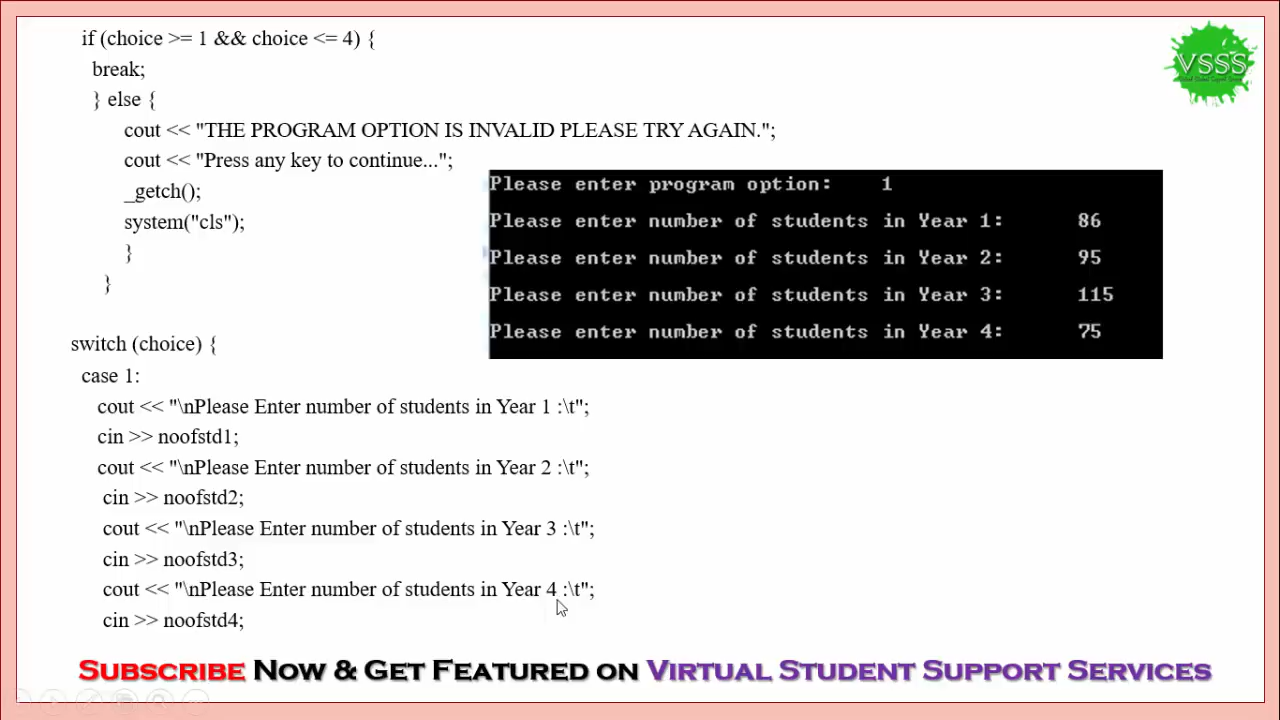 if (choice >= 1 && choice <= 4) {
break;
} else {
cout << "THE PROGRAM OPTION IS INVALID PLEASE TRY AGAIN.";
cout << "Press any key to continue...";
_getch();
system("cls");
}
}
switch (choice) {
case 1:
cout << "\nPlease Enter number of students in Year 1 :\t";
cin >> noofstd1;
cout << "\nPlease Enter number of students in Year 2 :\t";
cin >> noofstd2;
cout << "\nPlease Enter number of students in Year 3 :\t";
cin >> noofstd3;
cout << "\nPlease Enter number of students in Year 4 :\t";
cin >> noofstd4;
VSSS
Please enter program option: 1
Please enter number of students in Year 1: 86
Please enter number of students in Year 2: 95
Please enter number of students in Year 3: 115
Please enter number of students in Year 4: 75
SUBSCRIBE NOW & GET FEATURED ON VIRTUAL STUDENT SUPPORT SERVICES